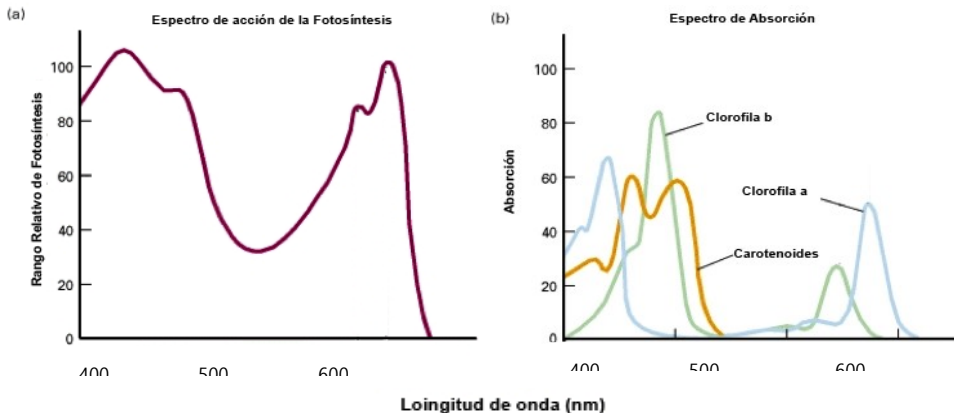 (a)
Espectro de acción de la Fotosíntesis
Rango Relativo de Fotosíntesis
100
80
60
40
20
0
400 500 600
(b)
Espectro de Absorción
Absorción
100
80
60
40
20
0
Clorofila b
Clorofila a
Carotenoides
400 500 600
Loingitud de onda (nm)